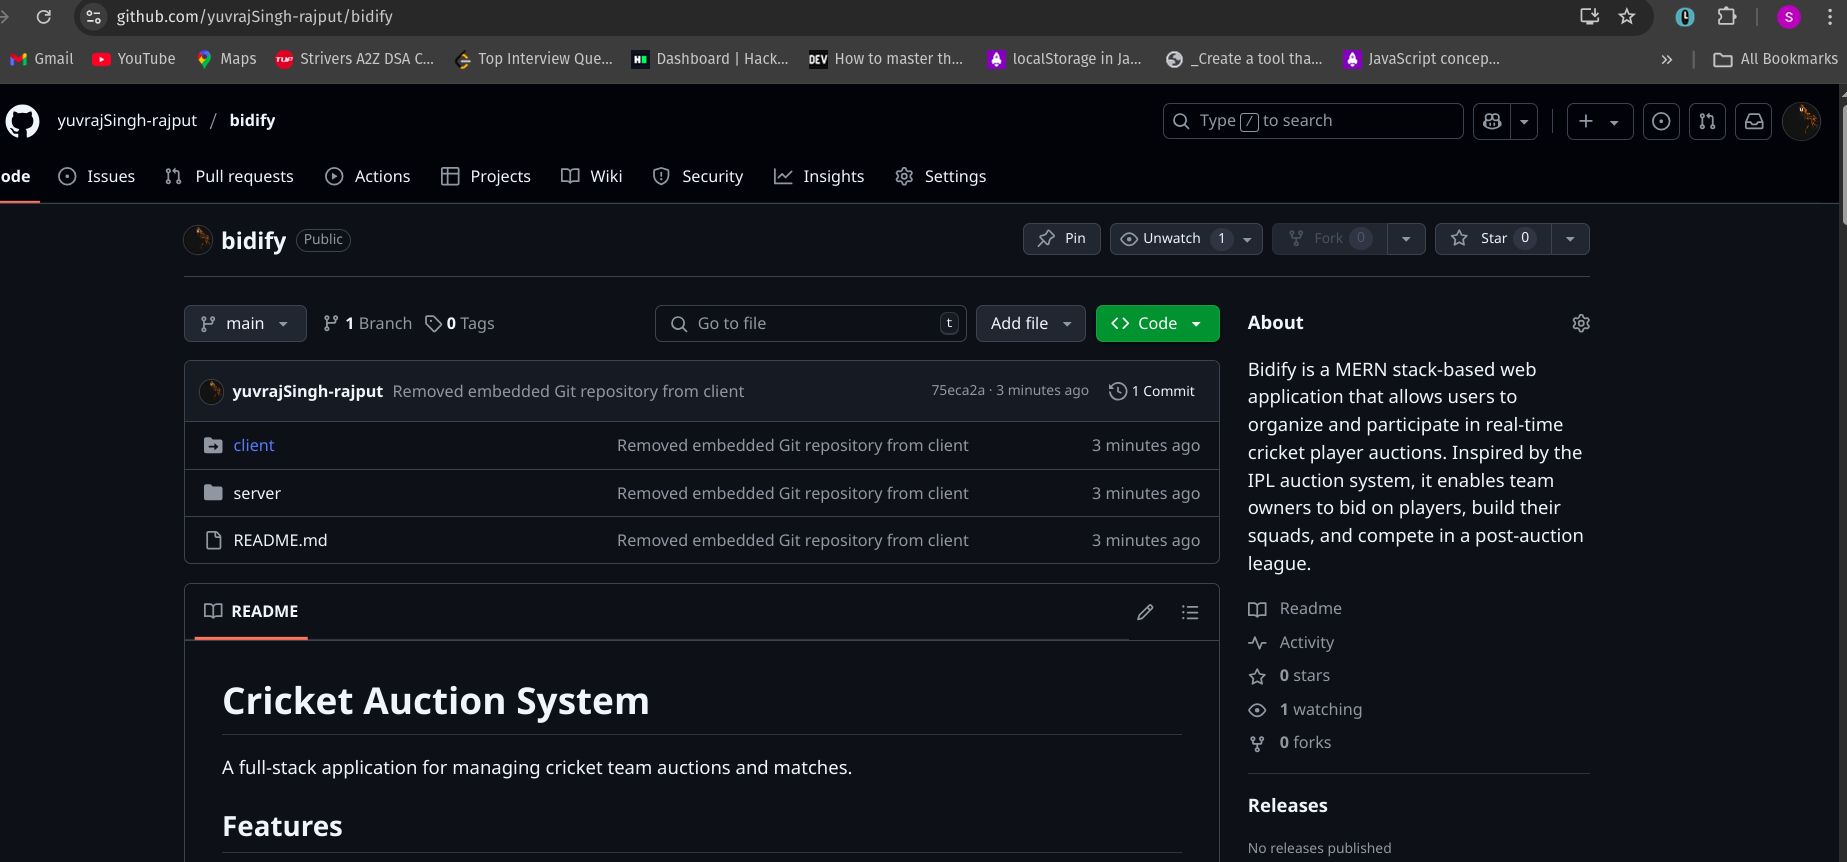 github.com/yuvrajSingh-rajput/bidify
S
Gmail YouTube Maps TUF Strivers A2Z DSA C... Top Interview Que... H Dashboard | Hack... DEV How to master th... localStorage in Ja... _Create a tool tha... JavaScript concep... » All Bookmarks
yuvrajSingh-rajput / bidify Type / to search
ode Issues Pull requests Actions Projects Wiki Security Insights Settings
bidify Public Pin Unwatch 1 Fork 0 Star 0
main 1 Branch 0 Tags Go to file t Add file <> Code
yuvrajSingh-rajput Removed embedded Git repository from client 75eca2a · 3 minutes ago 1 Commit
client Removed embedded Git repository from client 3 minutes ago
server Removed embedded Git repository from client 3 minutes ago
README.md Removed embedded Git repository from client 3 minutes ago
README
Cricket Auction System
A full-stack application for managing cricket team auctions and matches.
Features
About
Bidify is a MERN stack-based web
application that allows users to
organize and participate in real-time
cricket player auctions. Inspired by the
IPL auction system, it enables team
owners to bid on players, build their
squads, and compete in a post-auction
league.
Readme
Activity
0 stars
1 watching
0 forks
Releases
No releases published